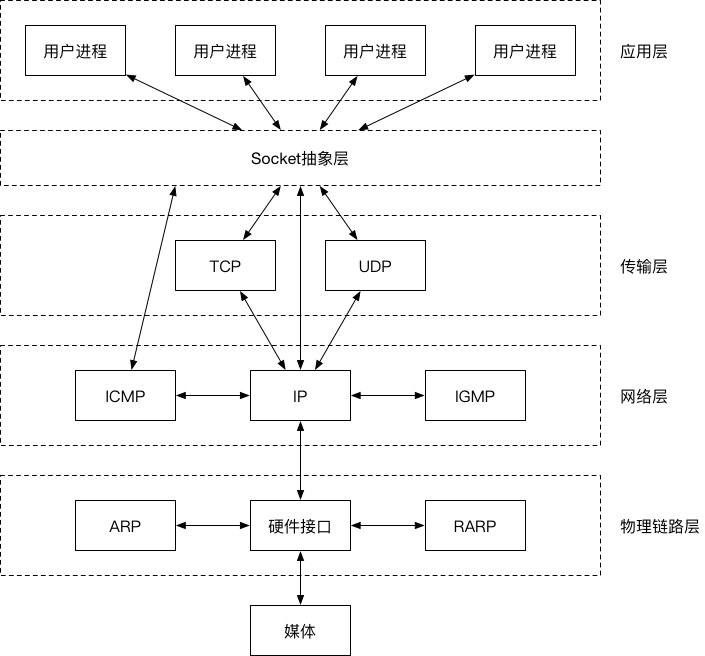 用户进程
用户进程
用户进程
用户进程
应用层
Socket抽象层
TCP
UDP
传输层
ICMP
IP
IGMP
网络层
ARP
硬件接口
RARP
物理链路层
媒体